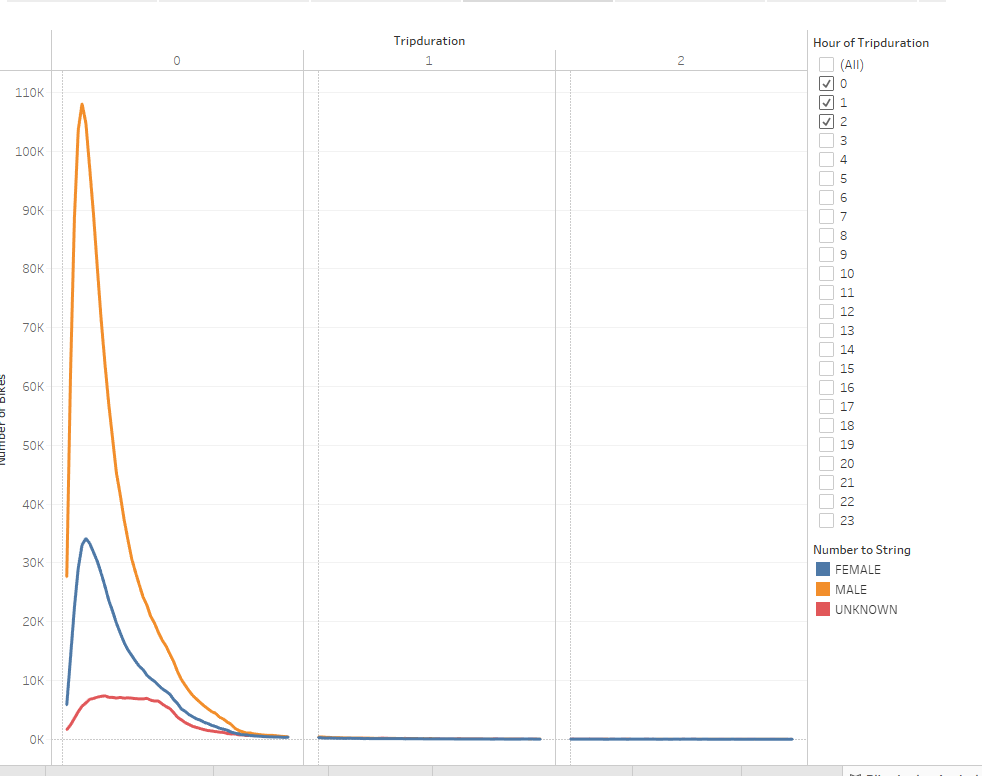 Tripduration
0 1 2
110K
100K
90K
80K
70K
60K
50K
40K
30K
20K
10K
0K
Number of Bikes
Hour of Tripduration
(All)
0
1
2
3
4
5
6
7
8
9
10
11
12
13
14
15
16
17
18
19
20
21
22
23
Number to String
FEMALE
MALE
UNKNOWN